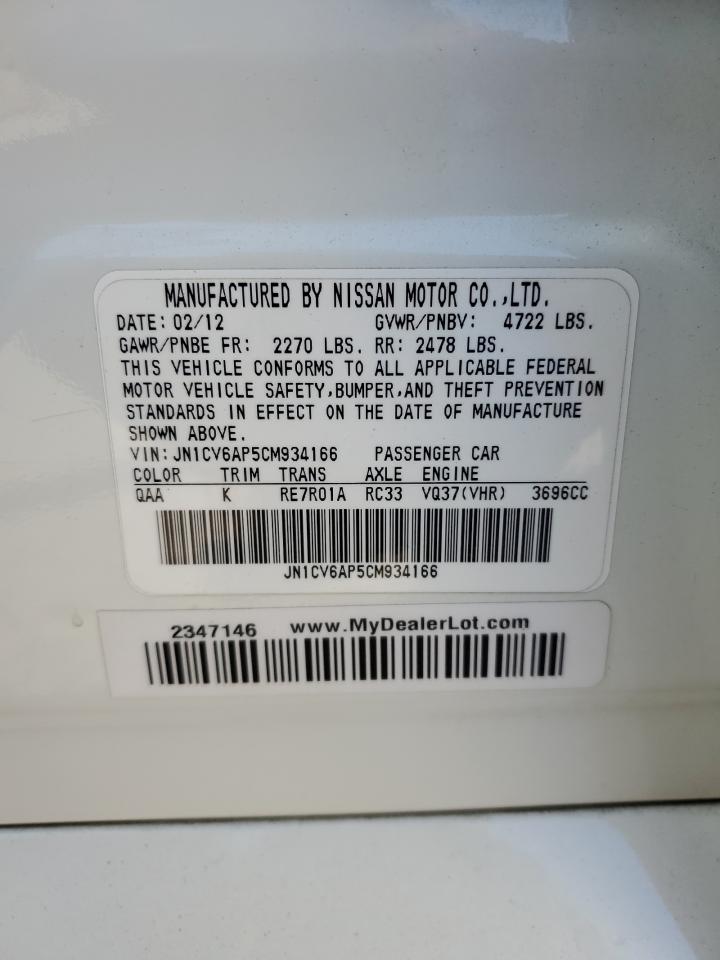 MANUFACTURED BY NISSAN MOTOR CO.,LTD.
DATE: 02/12 GVWR/PNBV: 4722 LBS.
GAWR/PNBE FR: 2270 LBS. RR: 2478 LBS.
THIS VEHICLE CONFORMS TO ALL APPLICABLE FEDERAL
MOTOR VEHICLE SAFETY,BUMPER,AND THEFT PREVENTION
STANDARDS IN EFFECT ON THE DATE OF MANUFACTURE
SHOWN ABOVE.
VIN: JN1CV6AP5CM934166 PASSENGER CAR
COLOR TRIM TRANS AXLE ENGINE
QAA K RE7R01A RC33 VQ37(VHR) 3696CC
JN1CV6AP5CM934166
2347146 www.MyDealerLot.com